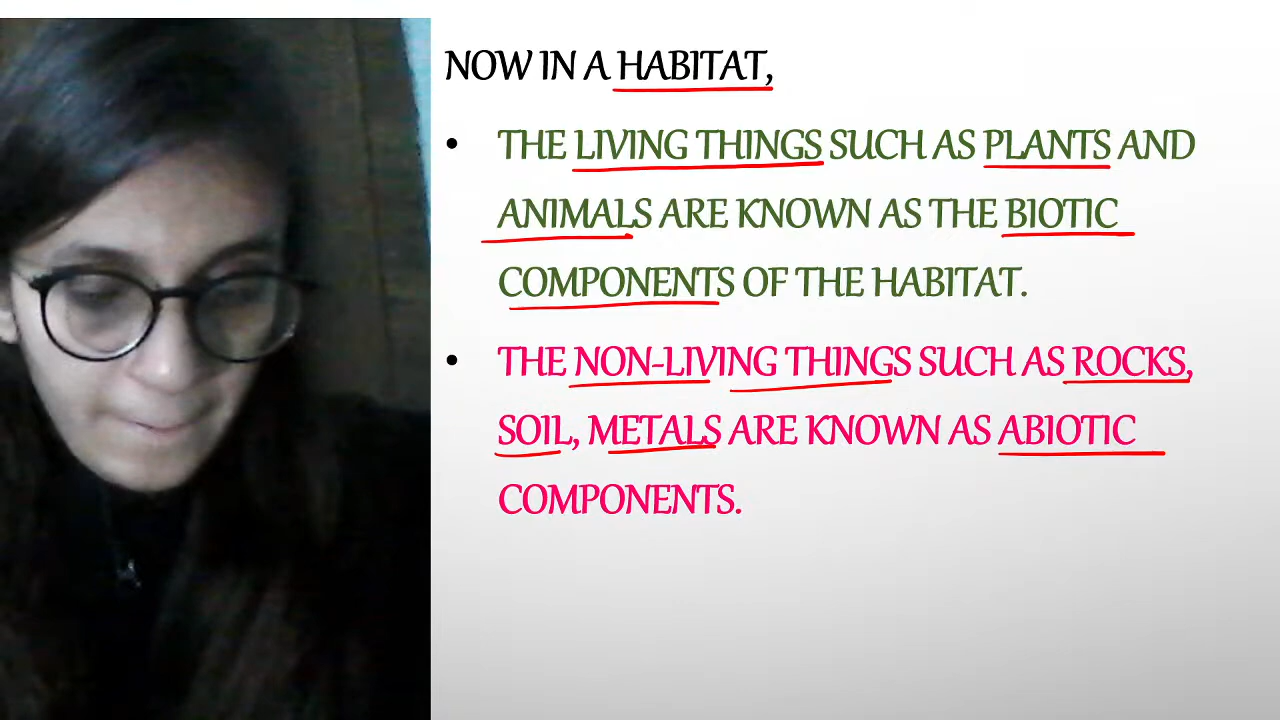 NOW IN A HABITAT,
• THE LIVING THINGS SUCH AS PLANTS AND
ANIMALS ARE KNOWN AS THE BIOTIC
COMPONENTS OF THE HABITAT.
• THE NON-LIVING THINGS SUCH AS ROCKS,
SOIL, METALS ARE KNOWN AS ABIOTIC
COMPONENTS.